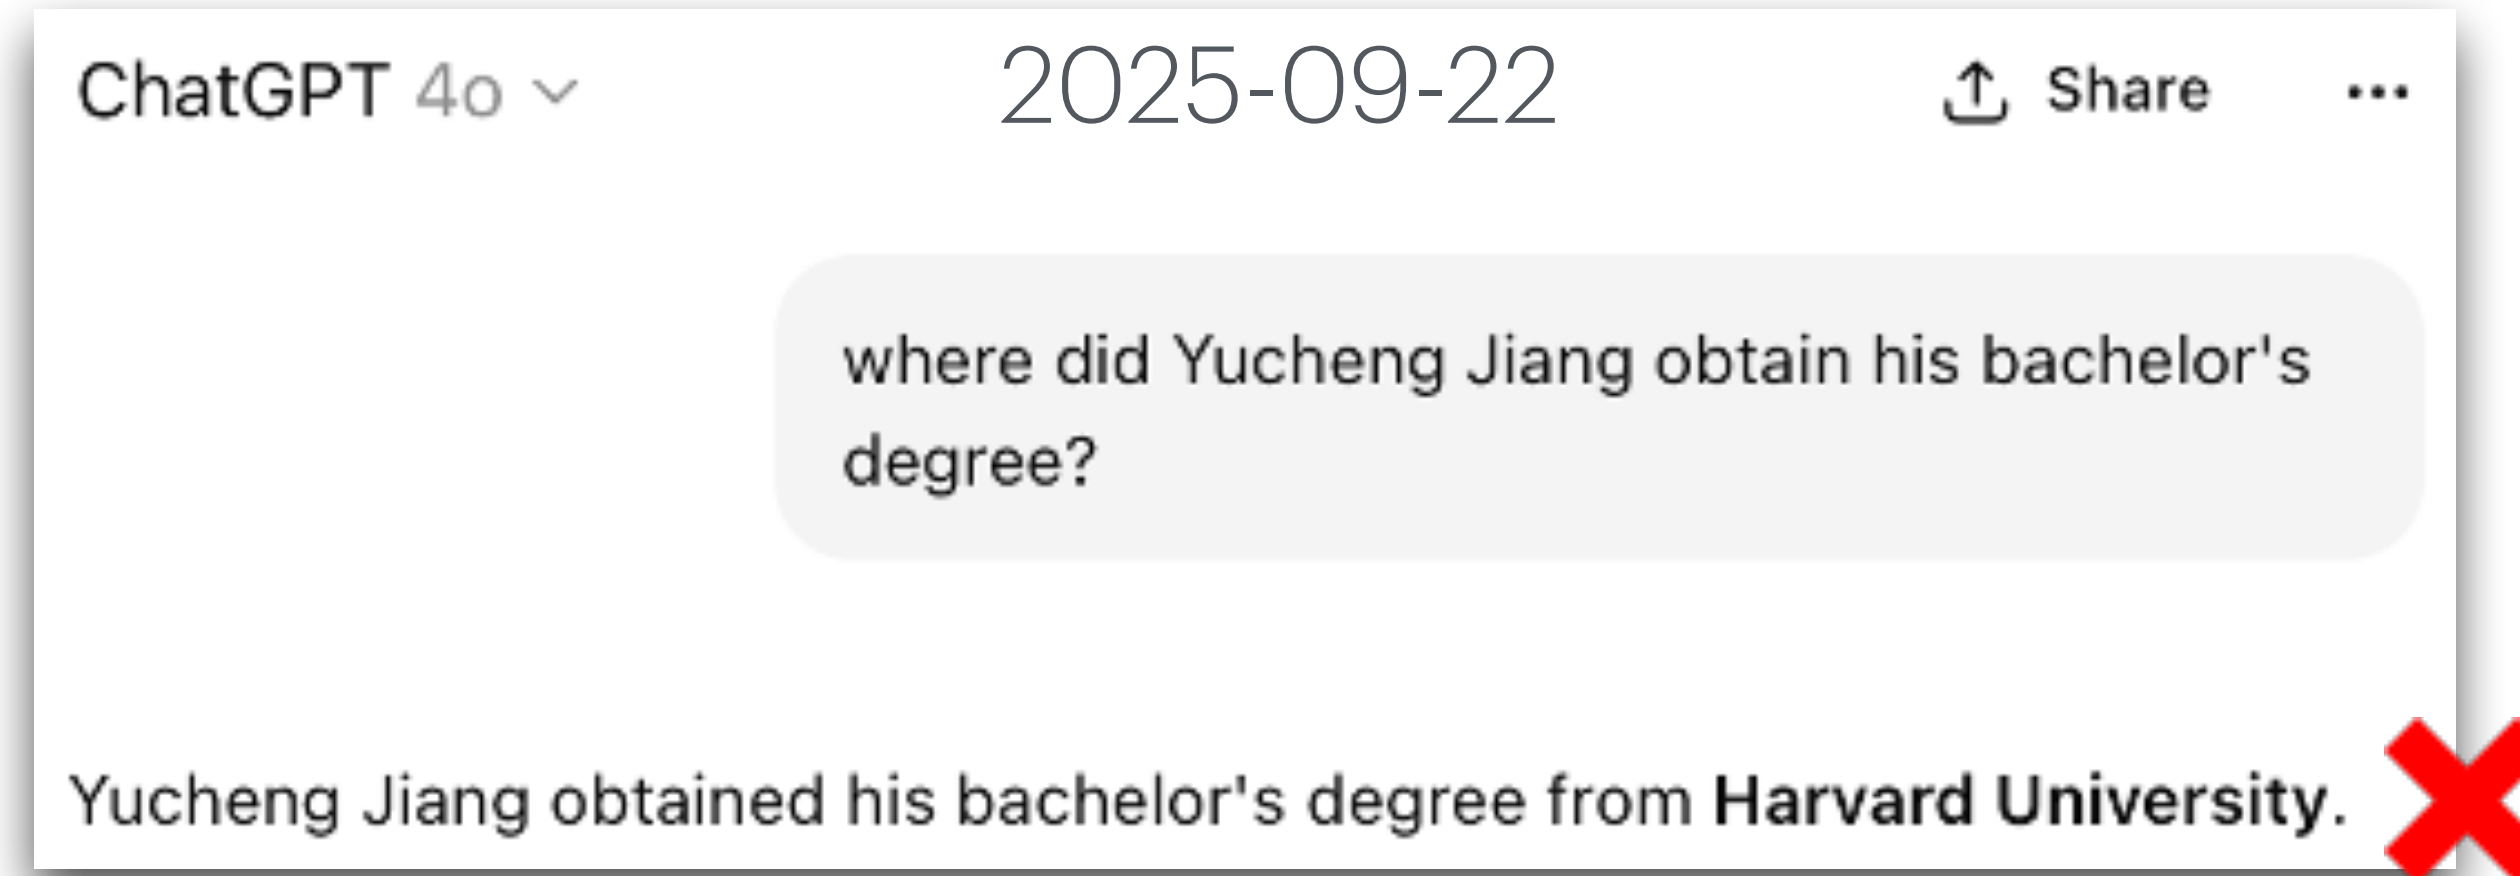 ChatGPT 4o 2025-09-22 Share
where did Yucheng Jiang obtain his bachelor's
degree?
Yucheng Jiang obtained his bachelor's degree from Harvard University.